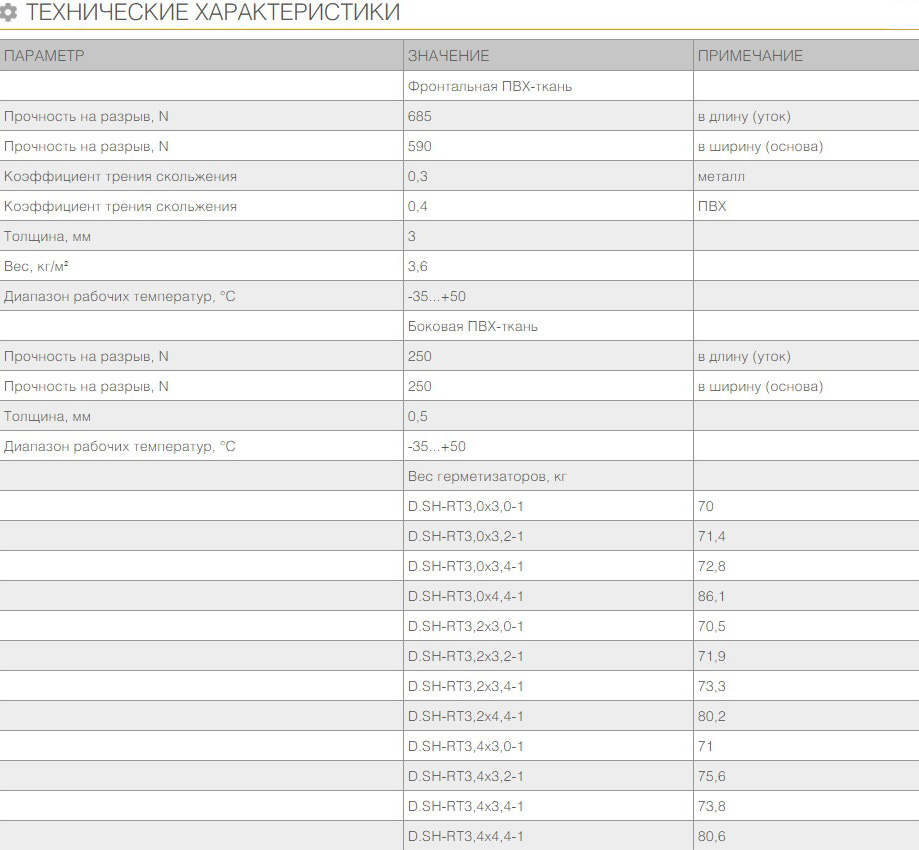 ТЕХНИЧЕСКИЕ ХАРАКТЕРИСТИКИ
ПАРАМЕТР ЗНАЧЕНИЕ ПРИМЕЧАНИЕ
Фронтальная ПВХ-ткань
Прочность на разрыв, N 685 в длину (уток)
Прочность на разрыв, N 590 в ширину (основа)
Коэффициент трения скольжения 0,3 металл
Коэффициент трения скольжения 0,4 ПВХ
Толщина, мм 3
Вес, кг/м² 3,6
Диапазон рабочих температур, °C -35...+50
Боковая ПВХ-ткань
Прочность на разрыв, N 250 в длину (уток)
Прочность на разрыв, N 250 в ширину (основа)
Толщина, мм 0,5
Диапазон рабочих температур, °C -35...+50
Вес герметизаторов, кг
D.SH-RT3,0x3,0-1 70
D.SH-RT3,0x3,2-1 71,4
D.SH-RT3,0x3,4-1 72,8
D.SH-RT3,0x4,4-1 86,1
D.SH-RT3,2x3,0-1 70,5
D.SH-RT3,2x3,2-1 71,9
D.SH-RT3,2x3,4-1 73,3
D.SH-RT3,2x4,4-1 80,2
D.SH-RT3,4x3,0-1 71
D.SH-RT3,4x3,2-1 75,6
D.SH-RT3,4x3,4-1 73,8
D.SH-RT3,4x4,4-1 80,6